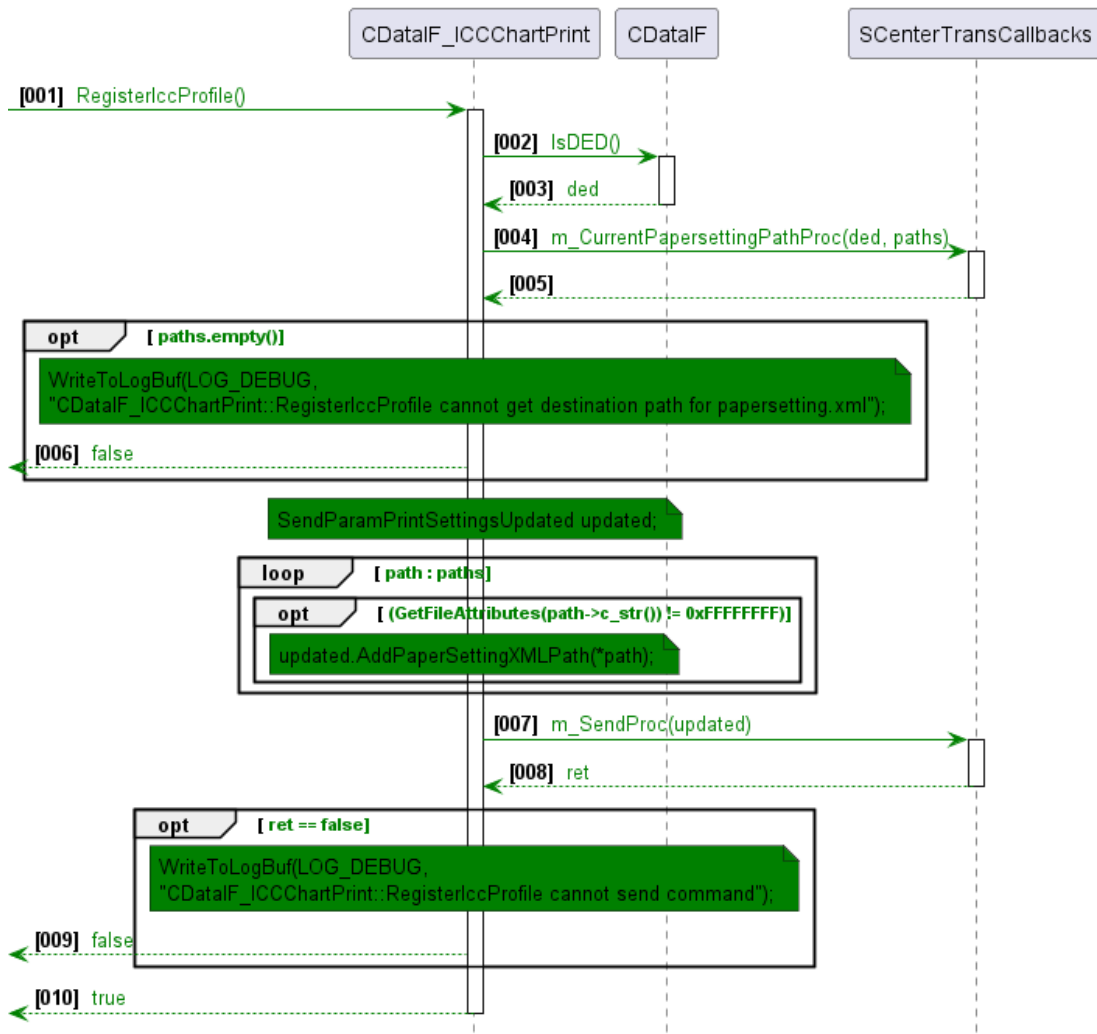 CDataIF_ICCChartPrint CDataIF SCenterTransCallbacks
[001] RegisterIccProfile()
[002] IsDED()
[003] ded
[004] m_CurrentPapersettingPathProc(ded, paths)
[005]
opt [ paths.empty()]
WriteToLogBuf(LOG_DEBUG,
"CDataIF_ICCChartPrint::RegisterIccProfile cannot get destination path for papersetting.xml");
[006] false
SendParamPrintSettingsUpdated updated;
loop [ path : paths]
opt [ (GetFileAttributes(path->c_str()) != 0xFFFFFFFF)]
updated.AddPaperSettingXMLPath(*path);
[007] m_SendProc(updated)
[008] ret
opt [ ret == false]
WriteToLogBuf(LOG_DEBUG,
"CDataIF_ICCChartPrint::RegisterIccProfile cannot send command");
[009] false
[010] true